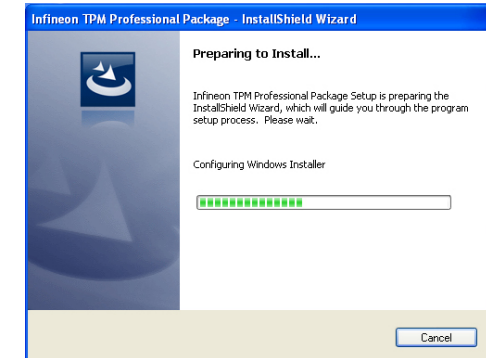 Infineon TPM Professional Package - InstallShield Wizard
Preparing to Install...
Infineon TPM Professional Package Setup is preparing the
InstallShield Wizard, which will guide you through the program
setup process. Please wait.
Configuring Windows Installer
Cancel